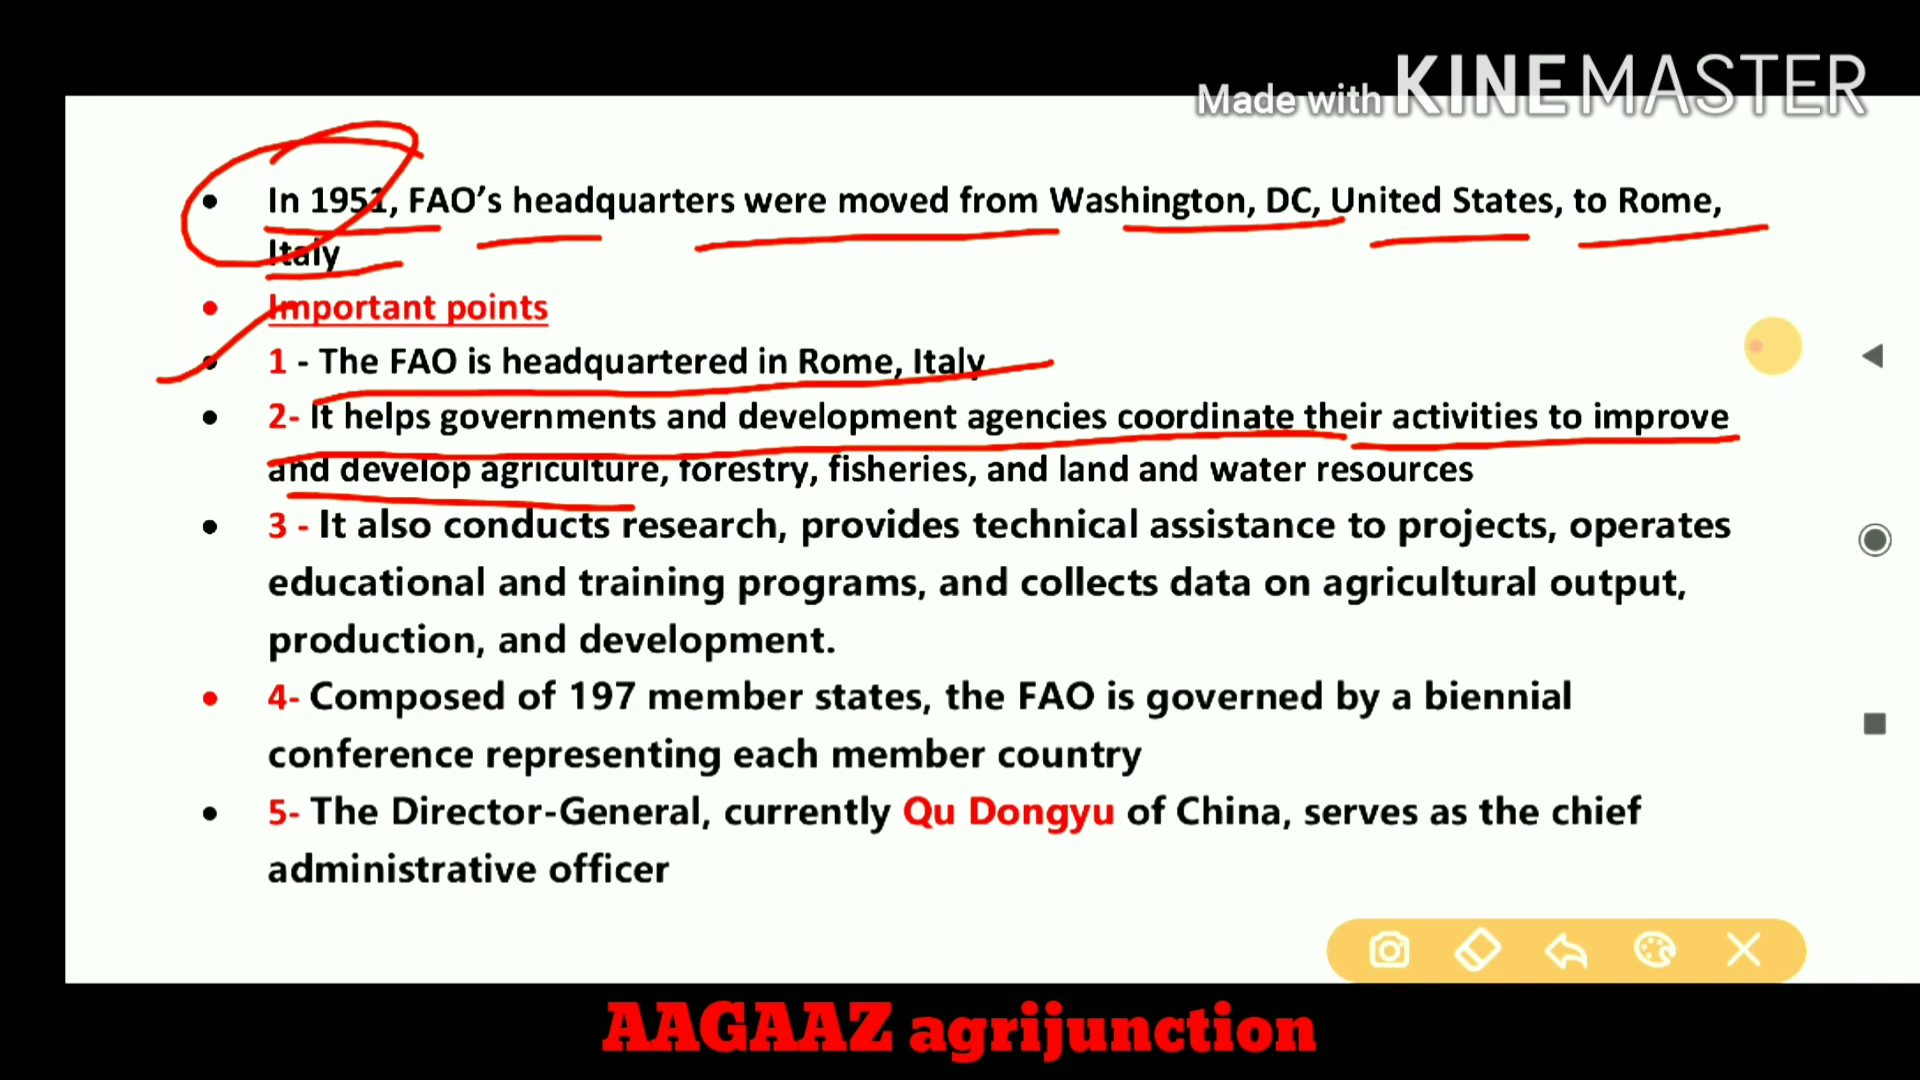 Made with KINEMASTER
• In 1951, FAO’s headquarters were moved from Washington, DC, United States, to Rome,
Italy
• Important points
• 1 - The FAO is headquartered in Rome, Italy
• 2- It helps governments and development agencies coordinate their activities to improve
and develop agriculture, forestry, fisheries, and land and water resources
• 3 - It also conducts research, provides technical assistance to projects, operates
educational and training programs, and collects data on agricultural output,
production, and development.
• 4- Composed of 197 member states, the FAO is governed by a biennial
conference representing each member country
• 5- The Director-General, currently Qu Dongyu of China, serves as the chief
administrative officer
AAGAAZ agrijunction